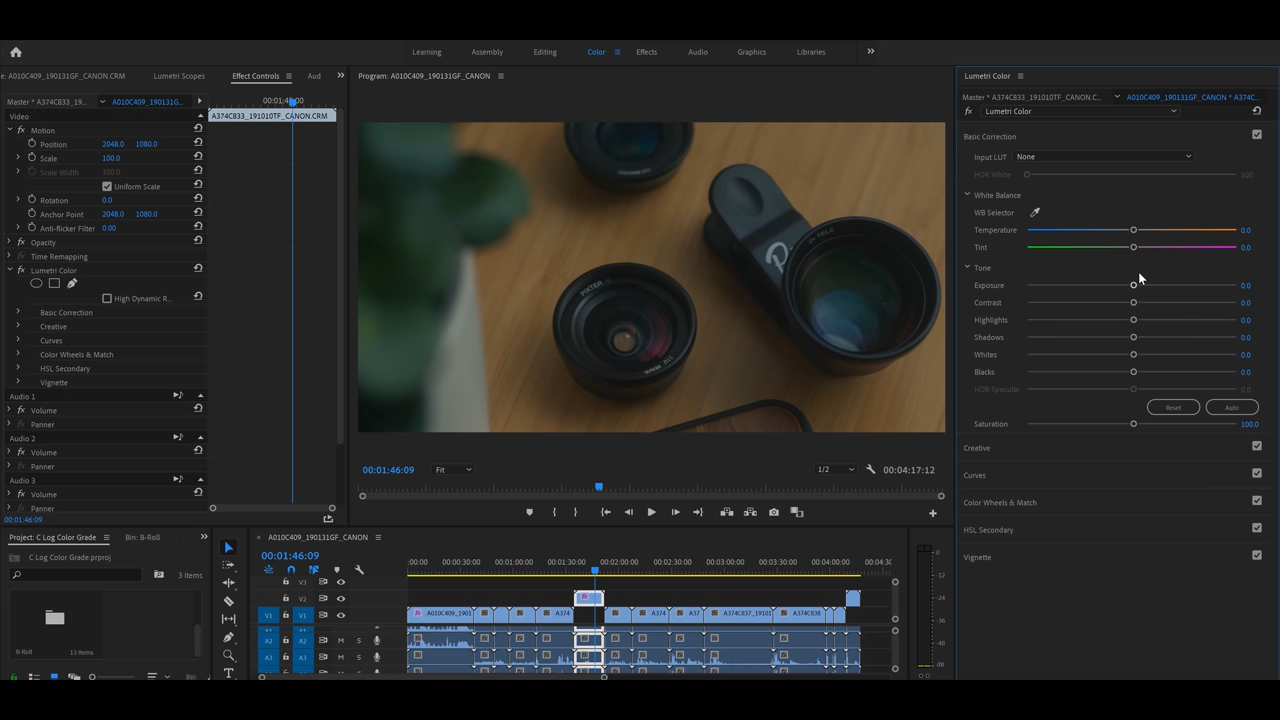 Learning Assembly Editing Color Effects Audio Graphics Libraries
e: A010C409_190131GF_CANON.CRM Lumetri Scopes Effect Controls Aud
Master * A374C833_19... A010C409_190131G...
00:01:4
:00
Video
A374C833_191010TF_CANON.CRM
Motion
Position 2048.0 1080.0
Scale 100.0
Scale Width 100.0
Uniform Scale
Rotation 0.0
Anchor Point 2048.0 1080.0
Anti-flicker Filter 0.00
Opacity
Time Remapping
Lumetri Color
High Dynamic R...
Basic Correction
Creative
Curves
Color Wheels & Match
HSL Secondary
Vignette
Audio 1
Volume
Panner
Audio 2
Volume
Panner
Audio 3
Volume
Panner
00:01:46:09
Program: A010C409_190131GF_CANON
PIXTER
2X TELE
00:01:46:09 Fit 1/2 00:04:17:12
Lumetri Color
Master * A374C833_191010TF_CANON.C... A010C409_190131GF_CANON * A374C...
fx Lumetri Color
Basic Correction
Input LUT None
HDR White 100
White Balance
WB Selector
Temperature 0.0
Tint 0.0
Tone
Exposure 0.0
Contrast 0.0
Highlights 0.0
Shadows 0.0
Whites 0.0
Blacks 0.0
HDR Specular 0.0
Reset Auto
Saturation 100.0
Creative
Curves
Color Wheels & Match
HSL Secondary
Vignette
Project: C Log Color Grade Bin: B-Roll
C Log Color Grade.prproj
3 Items
B-Roll 13 items
× A010C409_190131GF_CANON
00:01:46:09
:00:00 00:00:30:00 00:01:00:00 00:01:30:00 00:02:00:00 00:02:30:00 00:03:00:00 00:03:30:00 00:04:00:00 00:04:30
V3
V2
V1 V1 A010C409_1901 A374 A374 A37 A374C837_19101 A374C838
A2 A2 M S
A3 A3 M S
0
-12
-24
-36
-48
dB